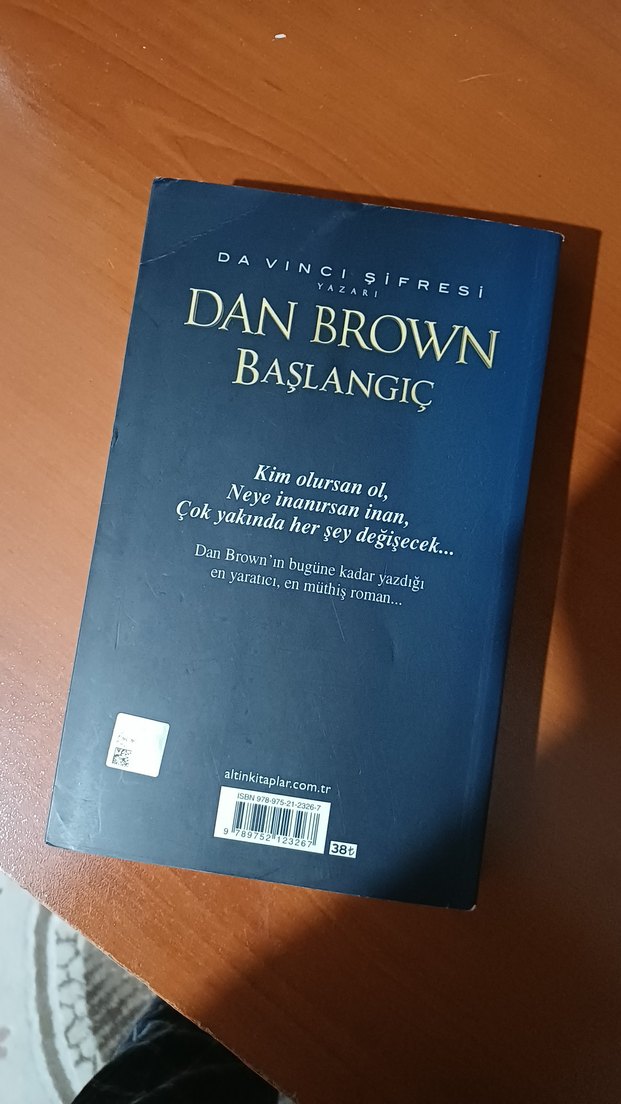 DA VINCI ŞİFRESİ
YAZARI
DAN BROWN
BAŞLANGIÇ
Kim olursan ol,
Neye inanırsan inan,
Çok yakında her şey değişecek...
Dan Brown'ın bugüne kadar yazdığı
en yaratıcı, en müthiş roman...
altinkitaplar.com.tr
ISBN 978-975-21-2326-7
9 789752 123267
38₺